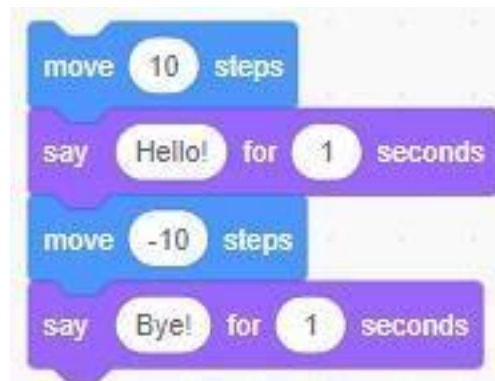 move 10 steps
say Hello! for 1 seconds
move -10 steps
say Bye! for 1 seconds